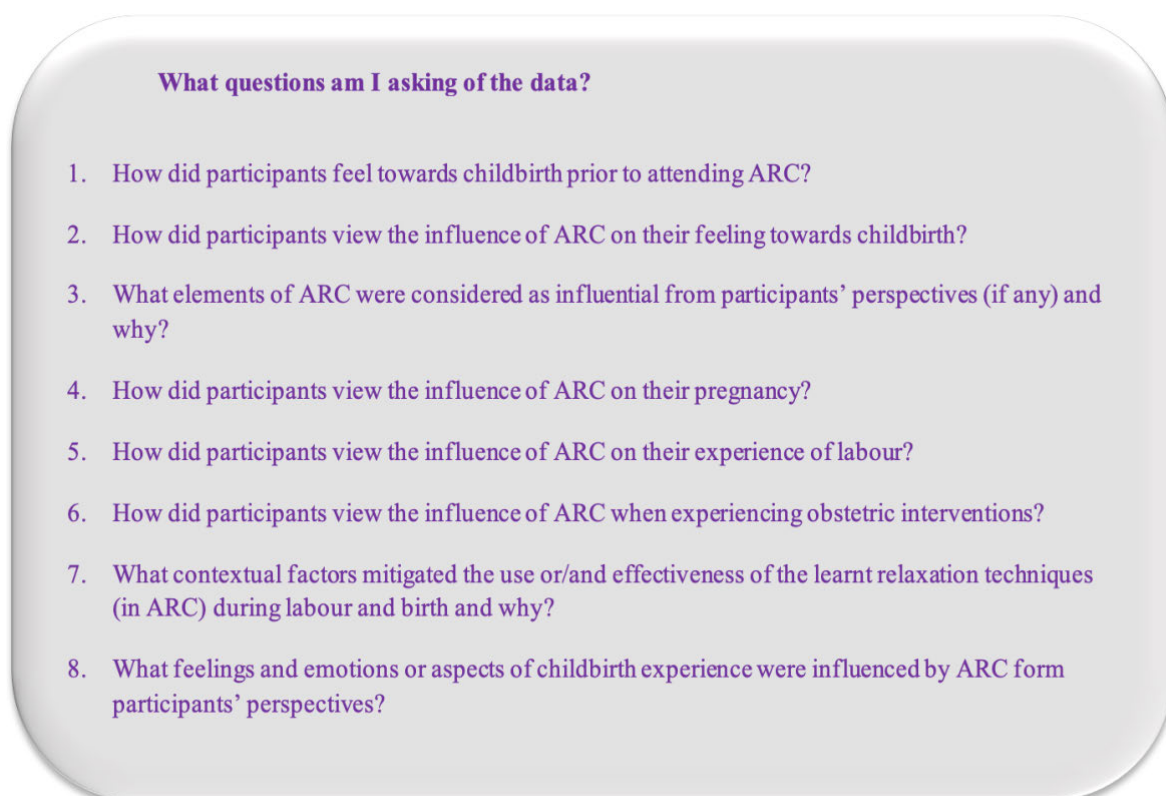 What questions am I asking of the data?
1. How did participants feel towards childbirth prior to attending ARC?
2. How did participants view the influence of ARC on their feeling towards childbirth?
3. What elements of ARC were considered as influential from participants’ perspectives (if any) and
why?
4. How did participants view the influence of ARC on their pregnancy?
5. How did participants view the influence of ARC on their experience of labour?
6. How did participants view the influence of ARC when experiencing obstetric interventions?
7. What contextual factors mitigated the use or/and effectiveness of the learnt relaxation techniques
(in ARC) during labour and birth and why?
8. What feelings and emotions or aspects of childbirth experience were influenced by ARC form
participants’ perspectives?